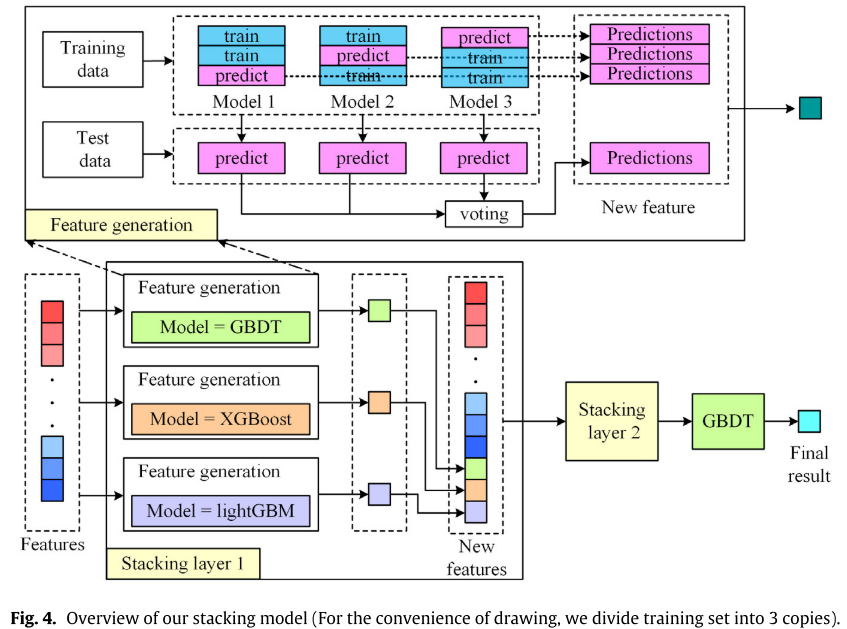 Training
data
train
train
predict
Model 1
train
predict
train
Model 2
predict
train
train
Model 3
Predictions
Predictions
Predictions
Test
data
predict
predict
predict
Predictions
voting
New feature
Feature generation
Features
Feature generation
Model = GBDT
Feature generation
Model = XGBoost
Feature generation
Model = lightGBM
Stacking layer 1
New
features
Stacking
layer 2
GBDT
Final
result
Fig. 4. Overview of our stacking model (For the convenience of drawing, we divide training set into 3 copies).